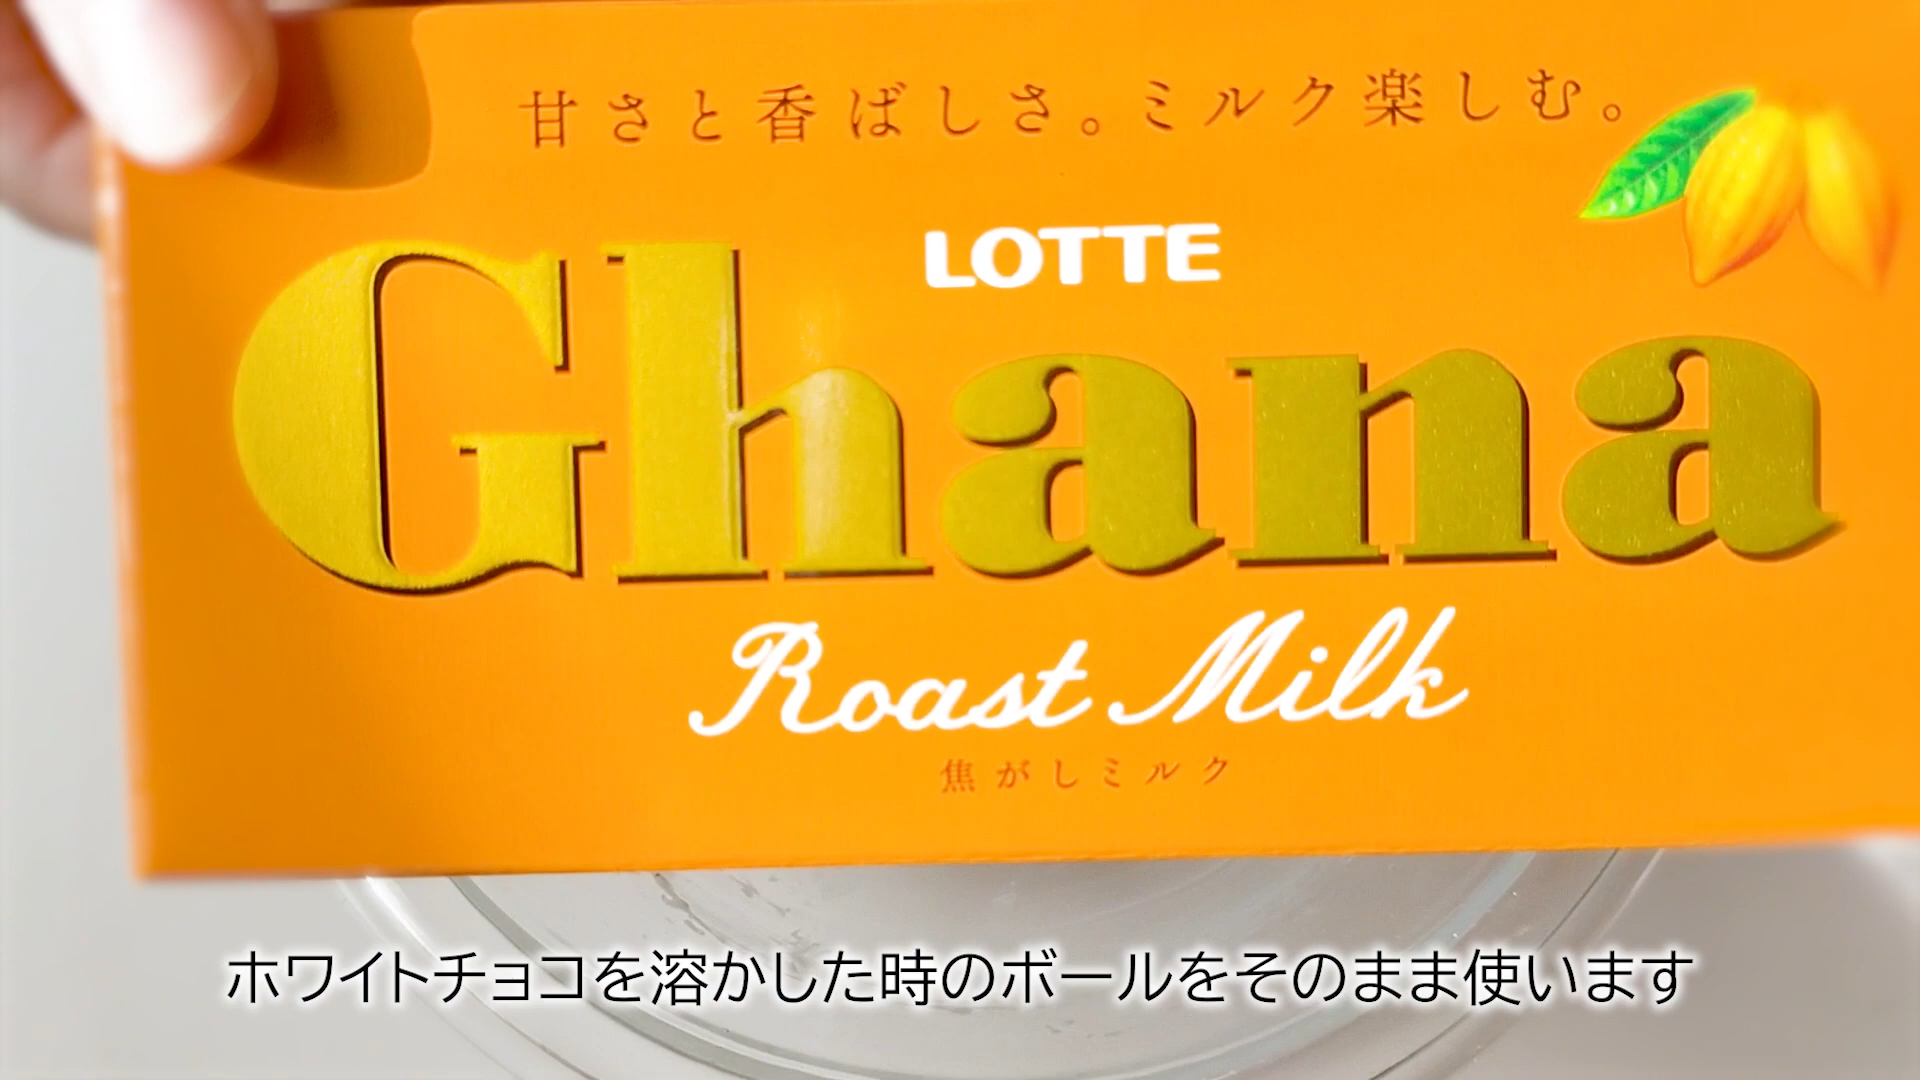 甘さと香ばしさ。ミルク楽しむ。
LOTTE
Ghana
Roast Milk
焦がしミルク
ホワイトチョコを溶かした時のボールをそのまま使います